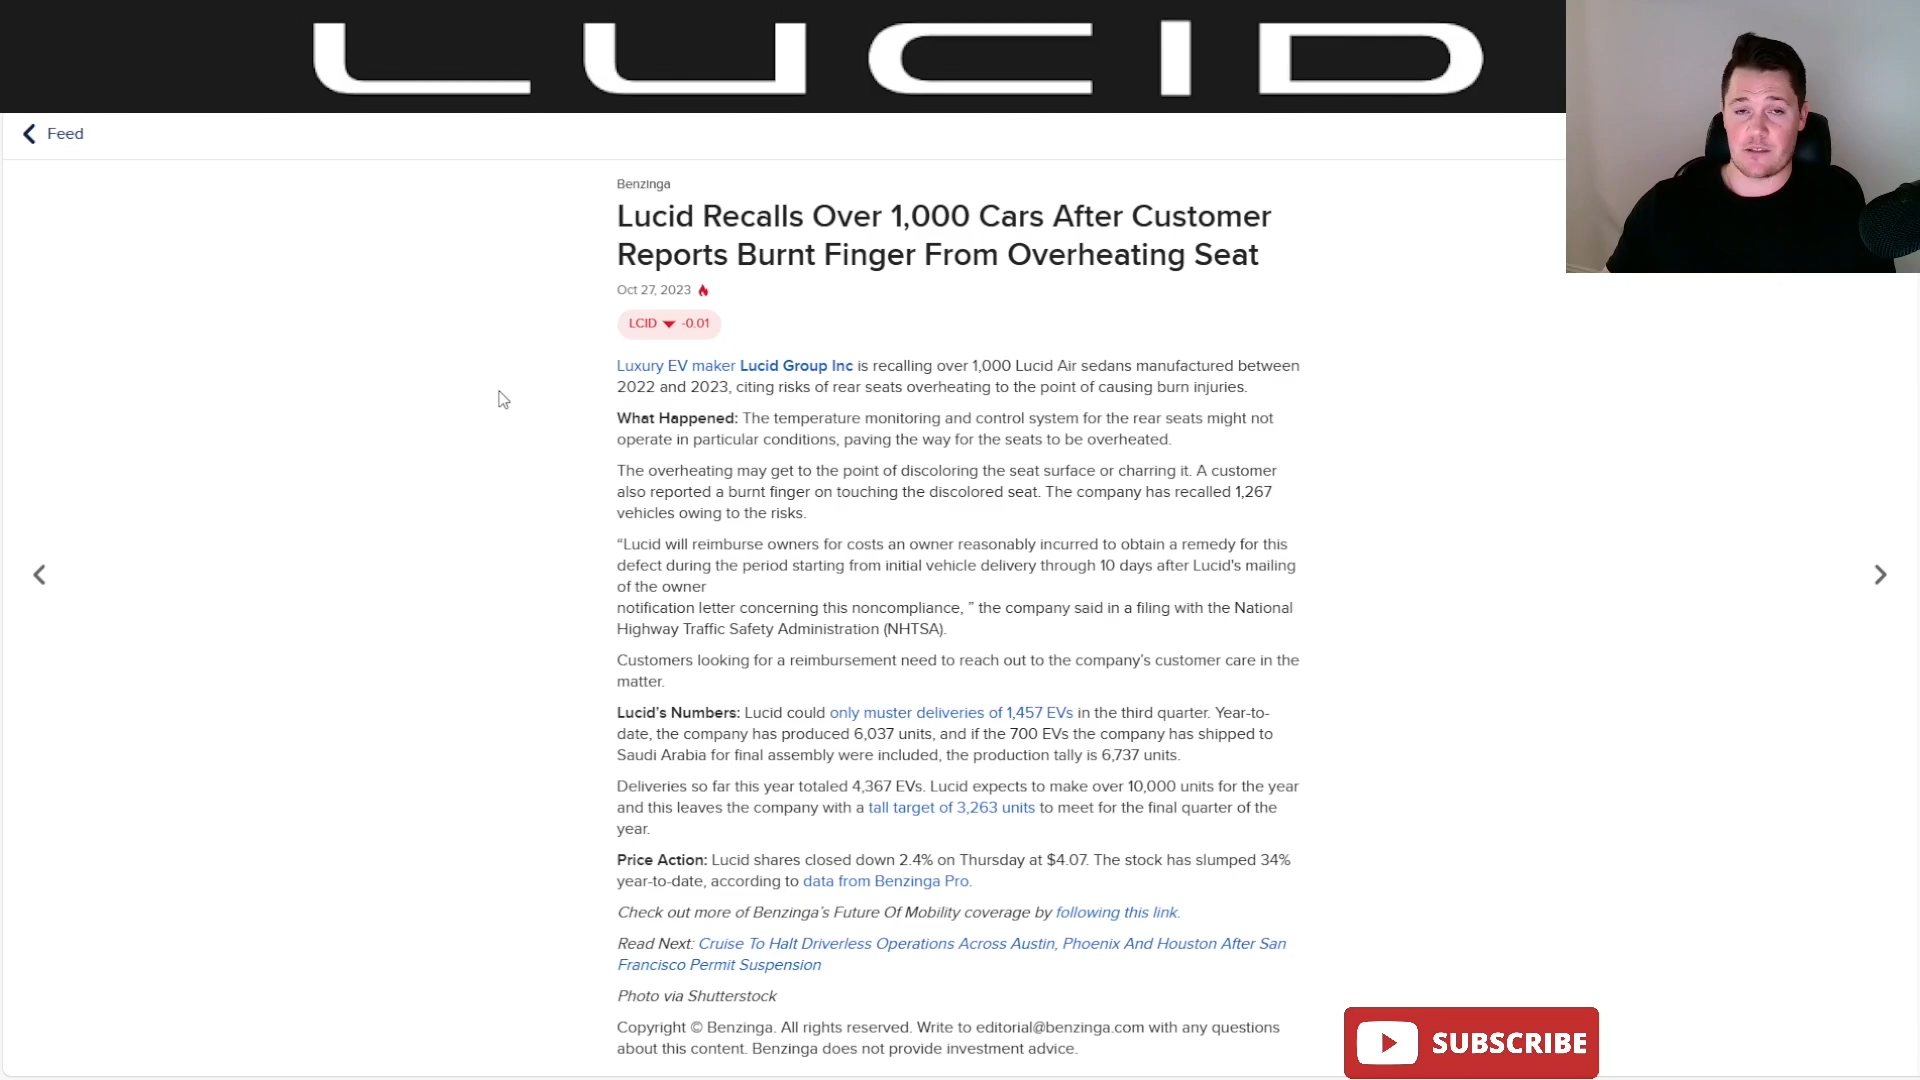 LUCID
Feed
Benzinga
Lucid Recalls Over 1,000 Cars After Customer
Reports Burnt Finger From Overheating Seat
Oct 27, 2023
LCID -0.01
Luxury EV maker Lucid Group Inc is recalling over 1,000 Lucid Air sedans manufactured between
2022 and 2023, citing risks of rear seats overheating to the point of causing burn injuries.
What Happened: The temperature monitoring and control system for the rear seats might not
operate in particular conditions, paving the way for the seats to be overheated.
The overheating may get to the point of discoloring the seat surface or charring it. A customer
also reported a burnt finger on touching the discolored seat. The company has recalled 1,267
vehicles owing to the risks.
“Lucid will reimburse owners for costs an owner reasonably incurred to obtain a remedy for this
defect during the period starting from initial vehicle delivery through 10 days after Lucid's mailing
of the owner
notification letter concerning this noncompliance, ” the company said in a filing with the National
Highway Traffic Safety Administration (NHTSA).
Customers looking for a reimbursement need to reach out to the company’s customer care in the
matter.
Lucid’s Numbers: Lucid could only muster deliveries of 1,457 EVs in the third quarter. Year-to-
date, the company has produced 6,037 units, and if the 700 EVs the company has shipped to
Saudi Arabia for final assembly were included, the production tally is 6,737 units.
Deliveries so far this year totaled 4,367 EVs. Lucid expects to make over 10,000 units for the year
and this leaves the company with a tall target of 3,263 units to meet for the final quarter of the
year.
Price Action: Lucid shares closed down 2.4% on Thursday at $4.07. The stock has slumped 34%
year-to-date, according to data from Benzinga Pro.
Check out more of Benzinga’s Future Of Mobility coverage by following this link.
Read Next: Cruise To Halt Driverless Operations Across Austin, Phoenix And Houston After San
Francisco Permit Suspension
Photo via Shutterstock
Copyright © Benzinga. All rights reserved. Write to editorial@benzinga.com with any questions
about this content. Benzinga does not provide investment advice.
SUBSCRIBE